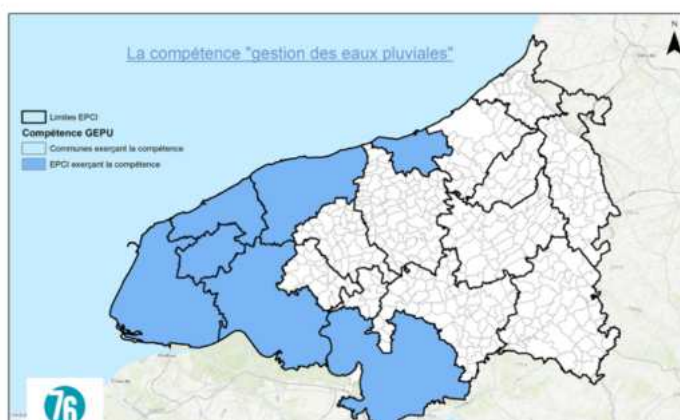 La compétence "gestion des eaux pluviales"
N
Limites EPCI
Compétence GEPU
Communes exerçant la compétence
EPCI exerçant la compétence
76